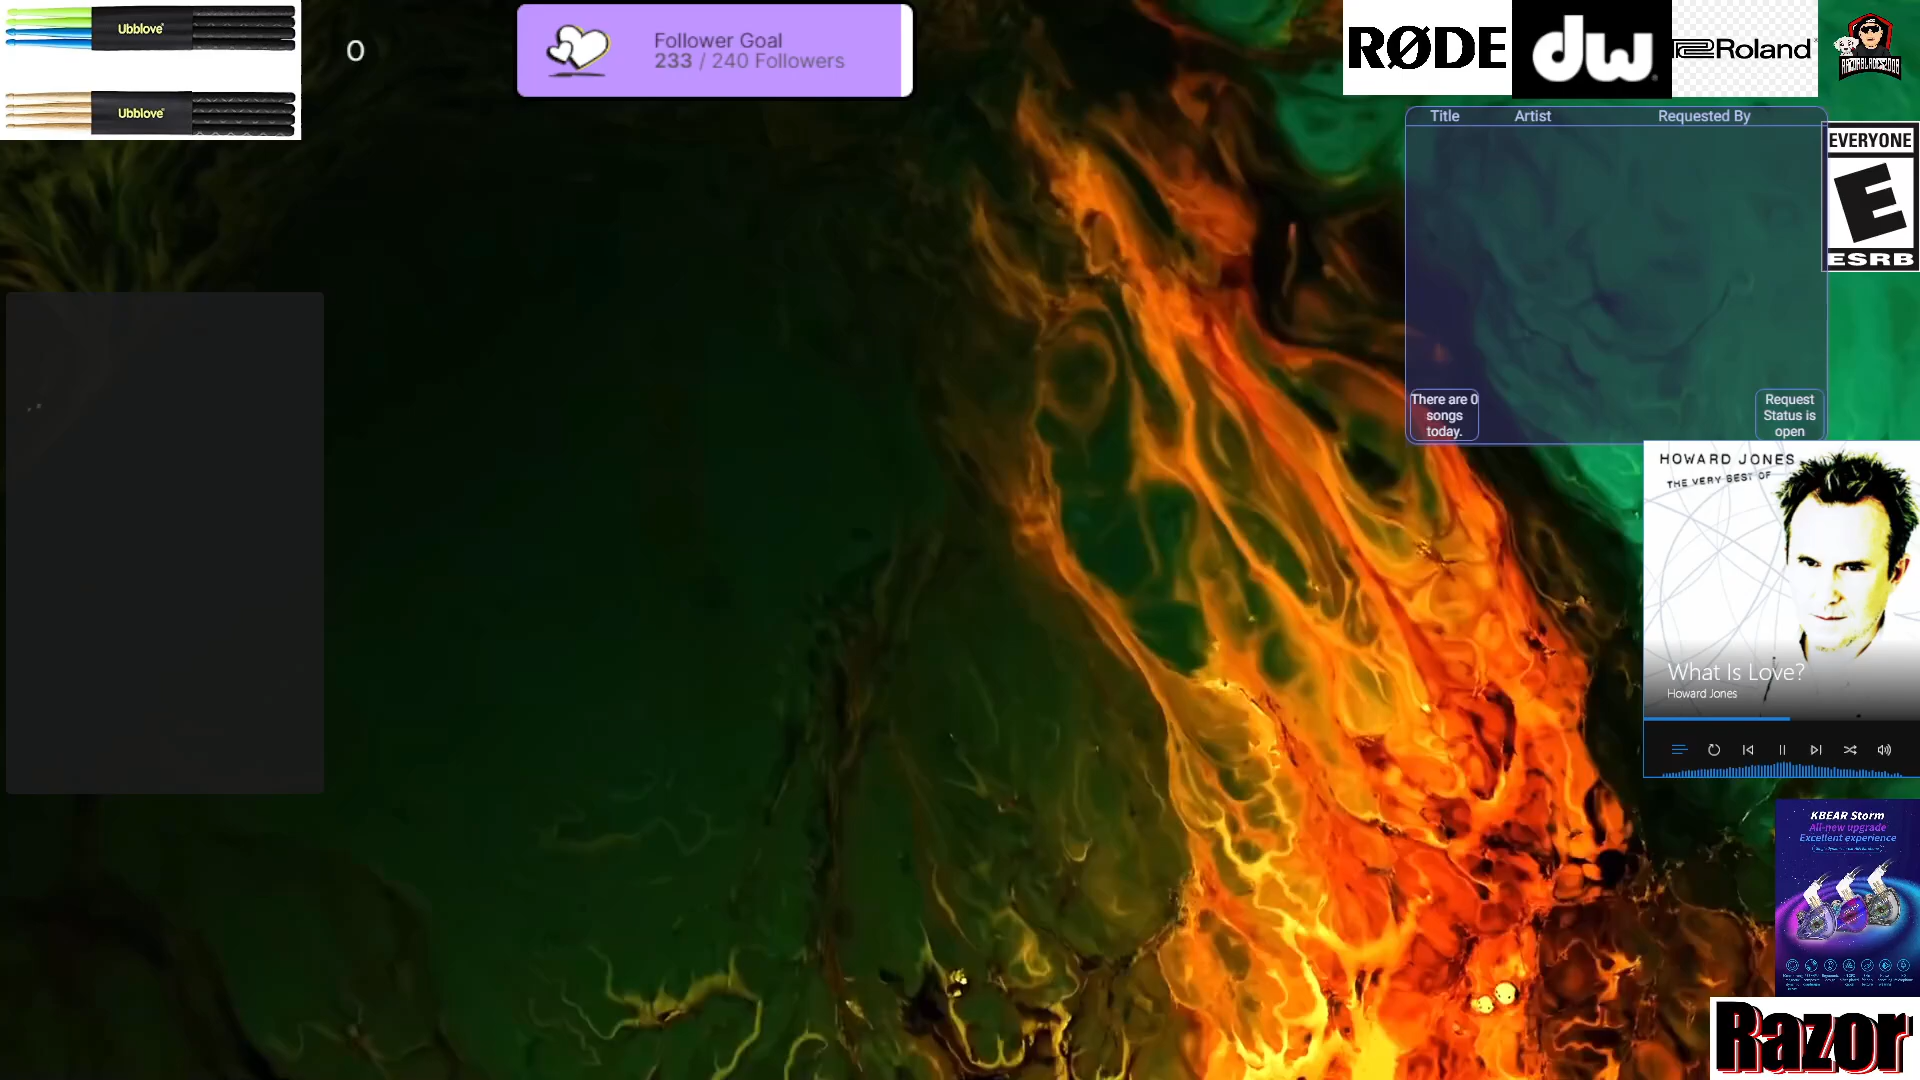 Ubblove
Ubblove
0
Follower Goal
233 / 240 Followers
RØDE
dw
Roland
RAZORBLADES2008
Title Artist Requested By
There are 0
songs
today.
Request
Status is
open
EVERYONE
E
ESRB
HOWARD JONES
THE VERY BEST OF
What Is Love?
Howard Jones
KBEAR Storm
All-new upgrade
Excellent experience
Razor